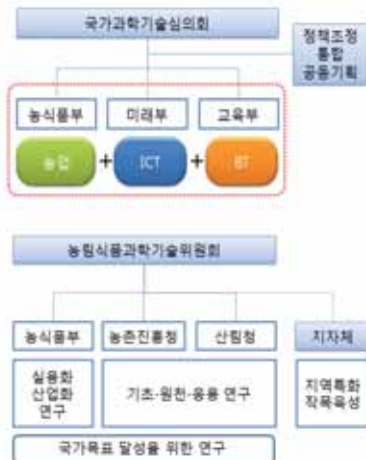 국가과학기술심의회
정책조정
통합
공동기획
농식품부
미래부
교육부
농업
+
ICT
+
BT
농림식품과학기술위원회
농식품부
농촌진흥청
산림청
지자체
실용화
산업화
연구
기초·원천·응용 연구
지역특화
작목육성
국가목표 달성을 위한 연구